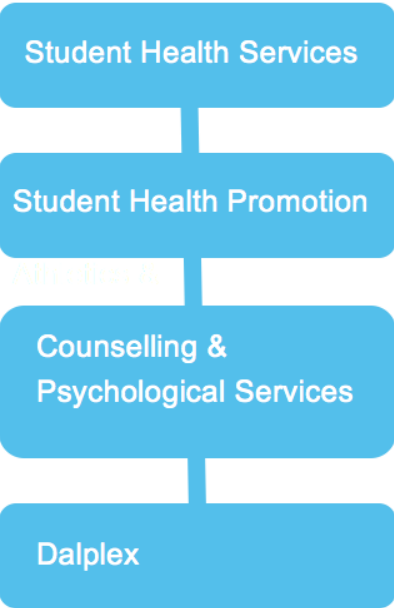 Student Health Services
Student Health Promotion
Counselling &
Psychological Services
Dalplex